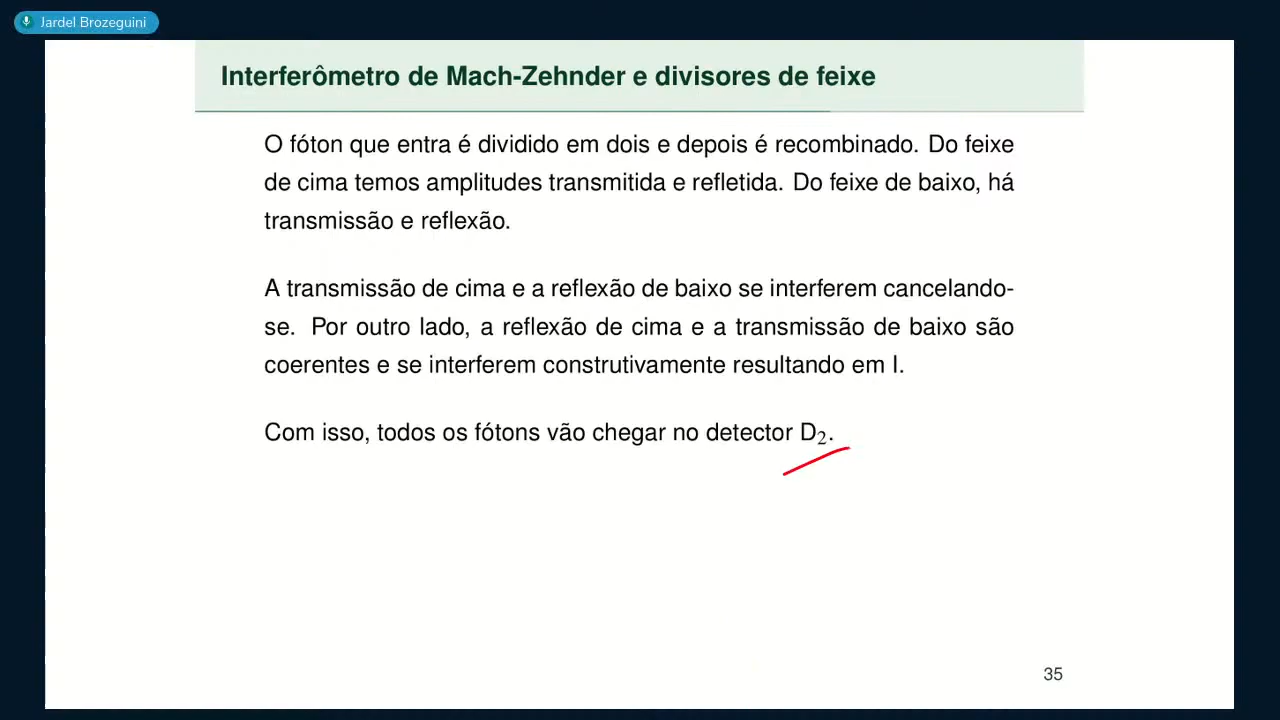 Jardel Brozeguini
Interferômetro de Mach-Zehnder e divisores de feixe
O fóton que entra é dividido em dois e depois é recombinado. Do feixe
de cima temos amplitudes transmitida e refletida. Do feixe de baixo, há
transmissão e reflexão.
A transmissão de cima e a reflexão de baixo se interferem cancelando-
se. Por outro lado, a reflexão de cima e a transmissão de baixo são
coerentes e se interferem construtivamente resultando em I.
Com isso, todos os fótons vão chegar no detector D₂.
35